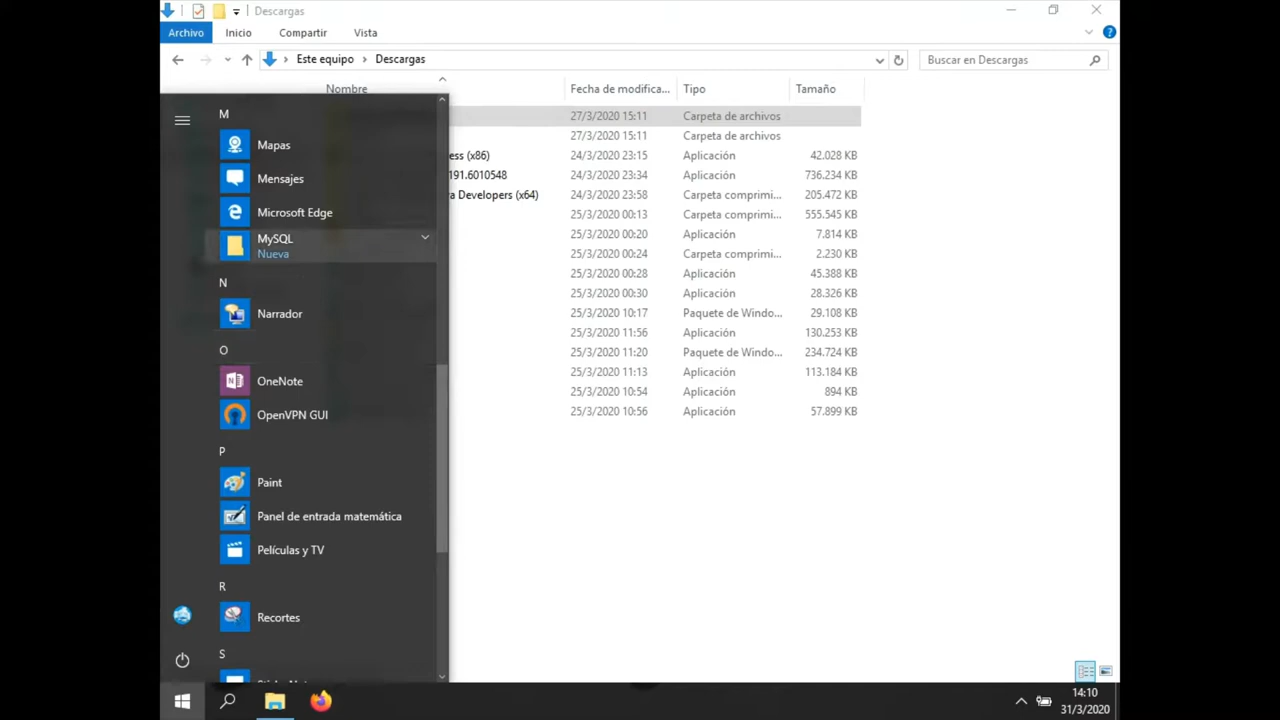 Descargas
Archivo Inicio Compartir Vista
Este equipo Descargas Buscar en Descargas
Nombre Fecha de modifica... Tipo Tamaño
27/3/2020 15:11 Carpeta de archivos
27/3/2020 15:11 Carpeta de archivos
ess (x86) 24/3/2020 23:15 Aplicación 42.028 KB
191.6010548 24/3/2020 23:34 Aplicación 736.234 KB
va Developers (x64) 24/3/2020 23:58 Carpeta comprimi... 205.472 KB
25/3/2020 00:13 Carpeta comprimi... 555.545 KB
25/3/2020 00:20 Aplicación 7.814 KB
25/3/2020 00:24 Carpeta comprimi... 2.230 KB
25/3/2020 00:28 Aplicación 45.388 KB
25/3/2020 00:30 Aplicación 28.326 KB
25/3/2020 10:17 Paquete de Windo... 29.108 KB
25/3/2020 11:56 Aplicación 130.253 KB
25/3/2020 11:20 Paquete de Windo... 234.724 KB
25/3/2020 11:13 Aplicación 113.184 KB
25/3/2020 10:54 Aplicación 894 KB
25/3/2020 10:56 Aplicación 57.899 KB
M
Mapas
Mensajes
Microsoft Edge
MySQL
Nueva
N
Narrador
O
OneNote
OpenVPN GUI
P
Paint
Panel de entrada matemática
Películas y TV
R
Recortes
S
14:10
31/3/2020